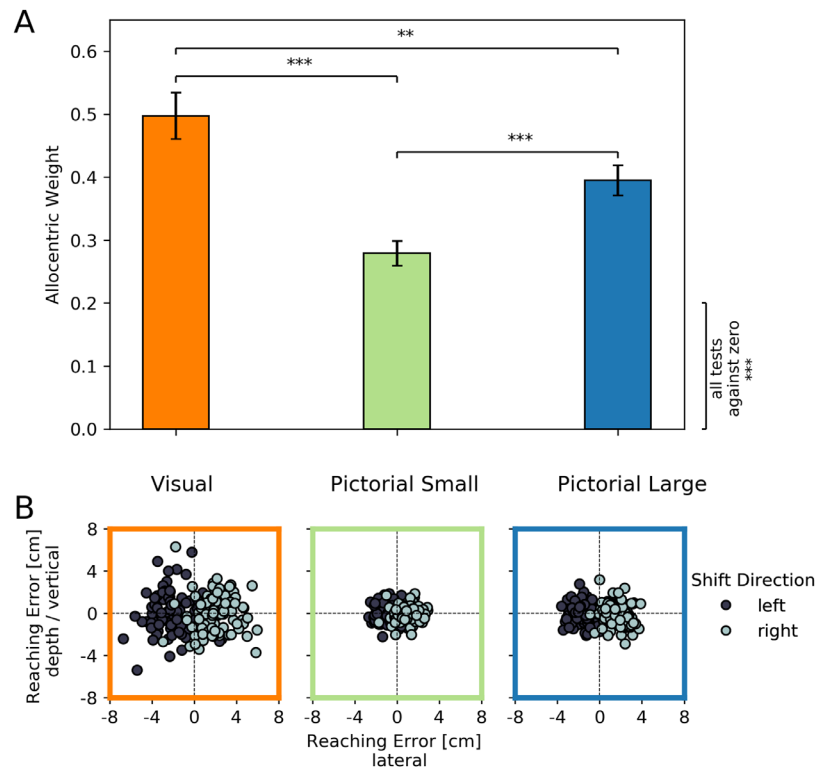 A
0.6
0.5
0.4
0.3
0.2
0.1
0.0
Allocentric Weight
**
***
***
all tests
against zero
***
Visual
Pictorial Small
Pictorial Large
B
8
4
0
-4
-8
Reaching Error [cm]
depth / vertical
-8 -4 0 4 8
-8 -4 0 4 8
-8 -4 0 4 8
Reaching Error [cm]
lateral
Shift Direction
left
right